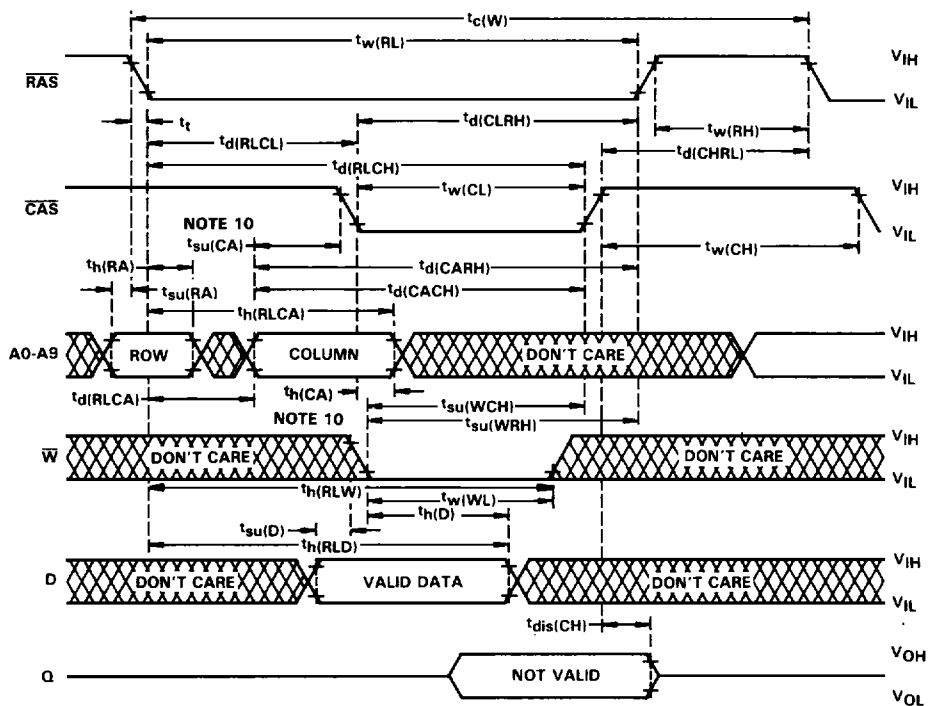 tc(W)
tw(RL)
RAS
VIH
VIL
tt
td(CLRH)
tw(RH)
td(RLCL)
td(CHRL)
td(RLCH)
CAS
tw(CL)
VIH
VIL
NOTE 10
tsu(CA)
tw(CH)
th(RA)
td(CARH)
tsu(RA)
td(CACH)
th(RLCA)
A0-A9
ROW
COLUMN
DON'T CARE
VIH
VIL
td(RLCA)
th(CA)
tsu(WCH)
NOTE 10
tsu(WRH)
W
DON'T CARE
DON'T CARE
VIH
VIL
th(RLW)
tw(WL)
th(D)
tsu(D)
th(RLD)
D
DON'T CARE
VALID DATA
DON'T CARE
VIH
VIL
tdis(CH)
Q
NOT VALID
VOH
VOL